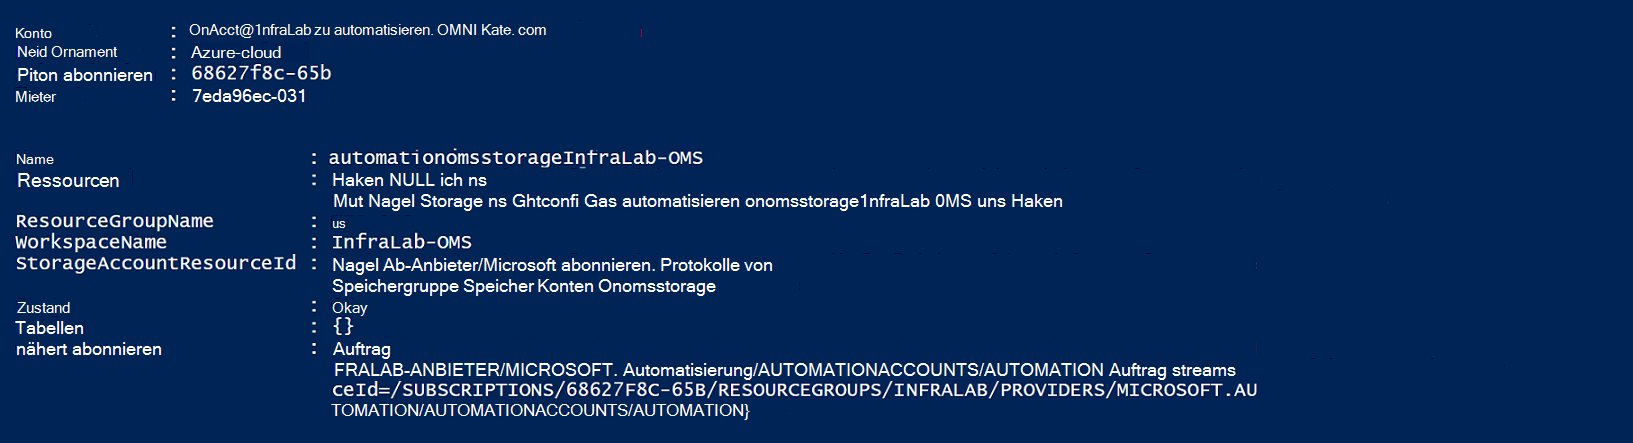 Konto : OnAcct@1nfraLab zu automatisieren. OMNI Kate. com
Neid Ornament : Azure-cloud
Piton abonnieren : 68627f8c-65b
Mieter : 7eda96ec-031
Name : automationomsstorageInfraLab-OMS
Ressourcen : Haken NULL ich ns
Mut Nagel Storage ns Ghtconfi Gas automatisieren onomsstorage1nfraLab 0MS uns Haken
ResourceGroupName : us
WorkspaceName : InfraLab-OMS
StorageAccountResourceId : Nagel Ab-Anbieter/Microsoft abonnieren. Protokolle von
Speichergruppe Speicher Konten Onomsstorage
Zustand : Okay
Tabellen : {}
nähert abonnieren : Auftrag
FRALAB-ANBIETER/MICROSOFT. Automatisierung/AUTOMATIONACCOUNTS/AUTOMATION Auftrag streams
ceId=/SUBSCRIPTIONS/68627F8C-65B/RESOURCEGROUPS/INFRALAB/PROVIDERS/MICROSOFT.AU
TOMATION/AUTOMATIONACCOUNTS/AUTOMATION}